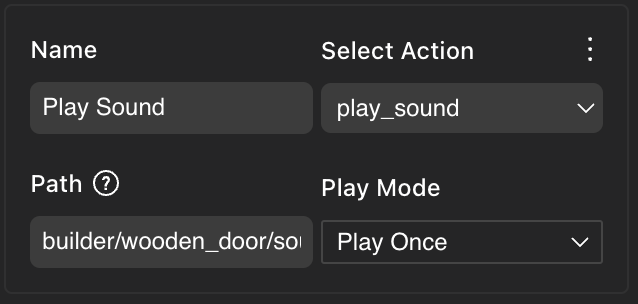 Name
Select Action
Play Sound
play_sound
Path ?
Play Mode
builder/wooden_door/sou
Play Once